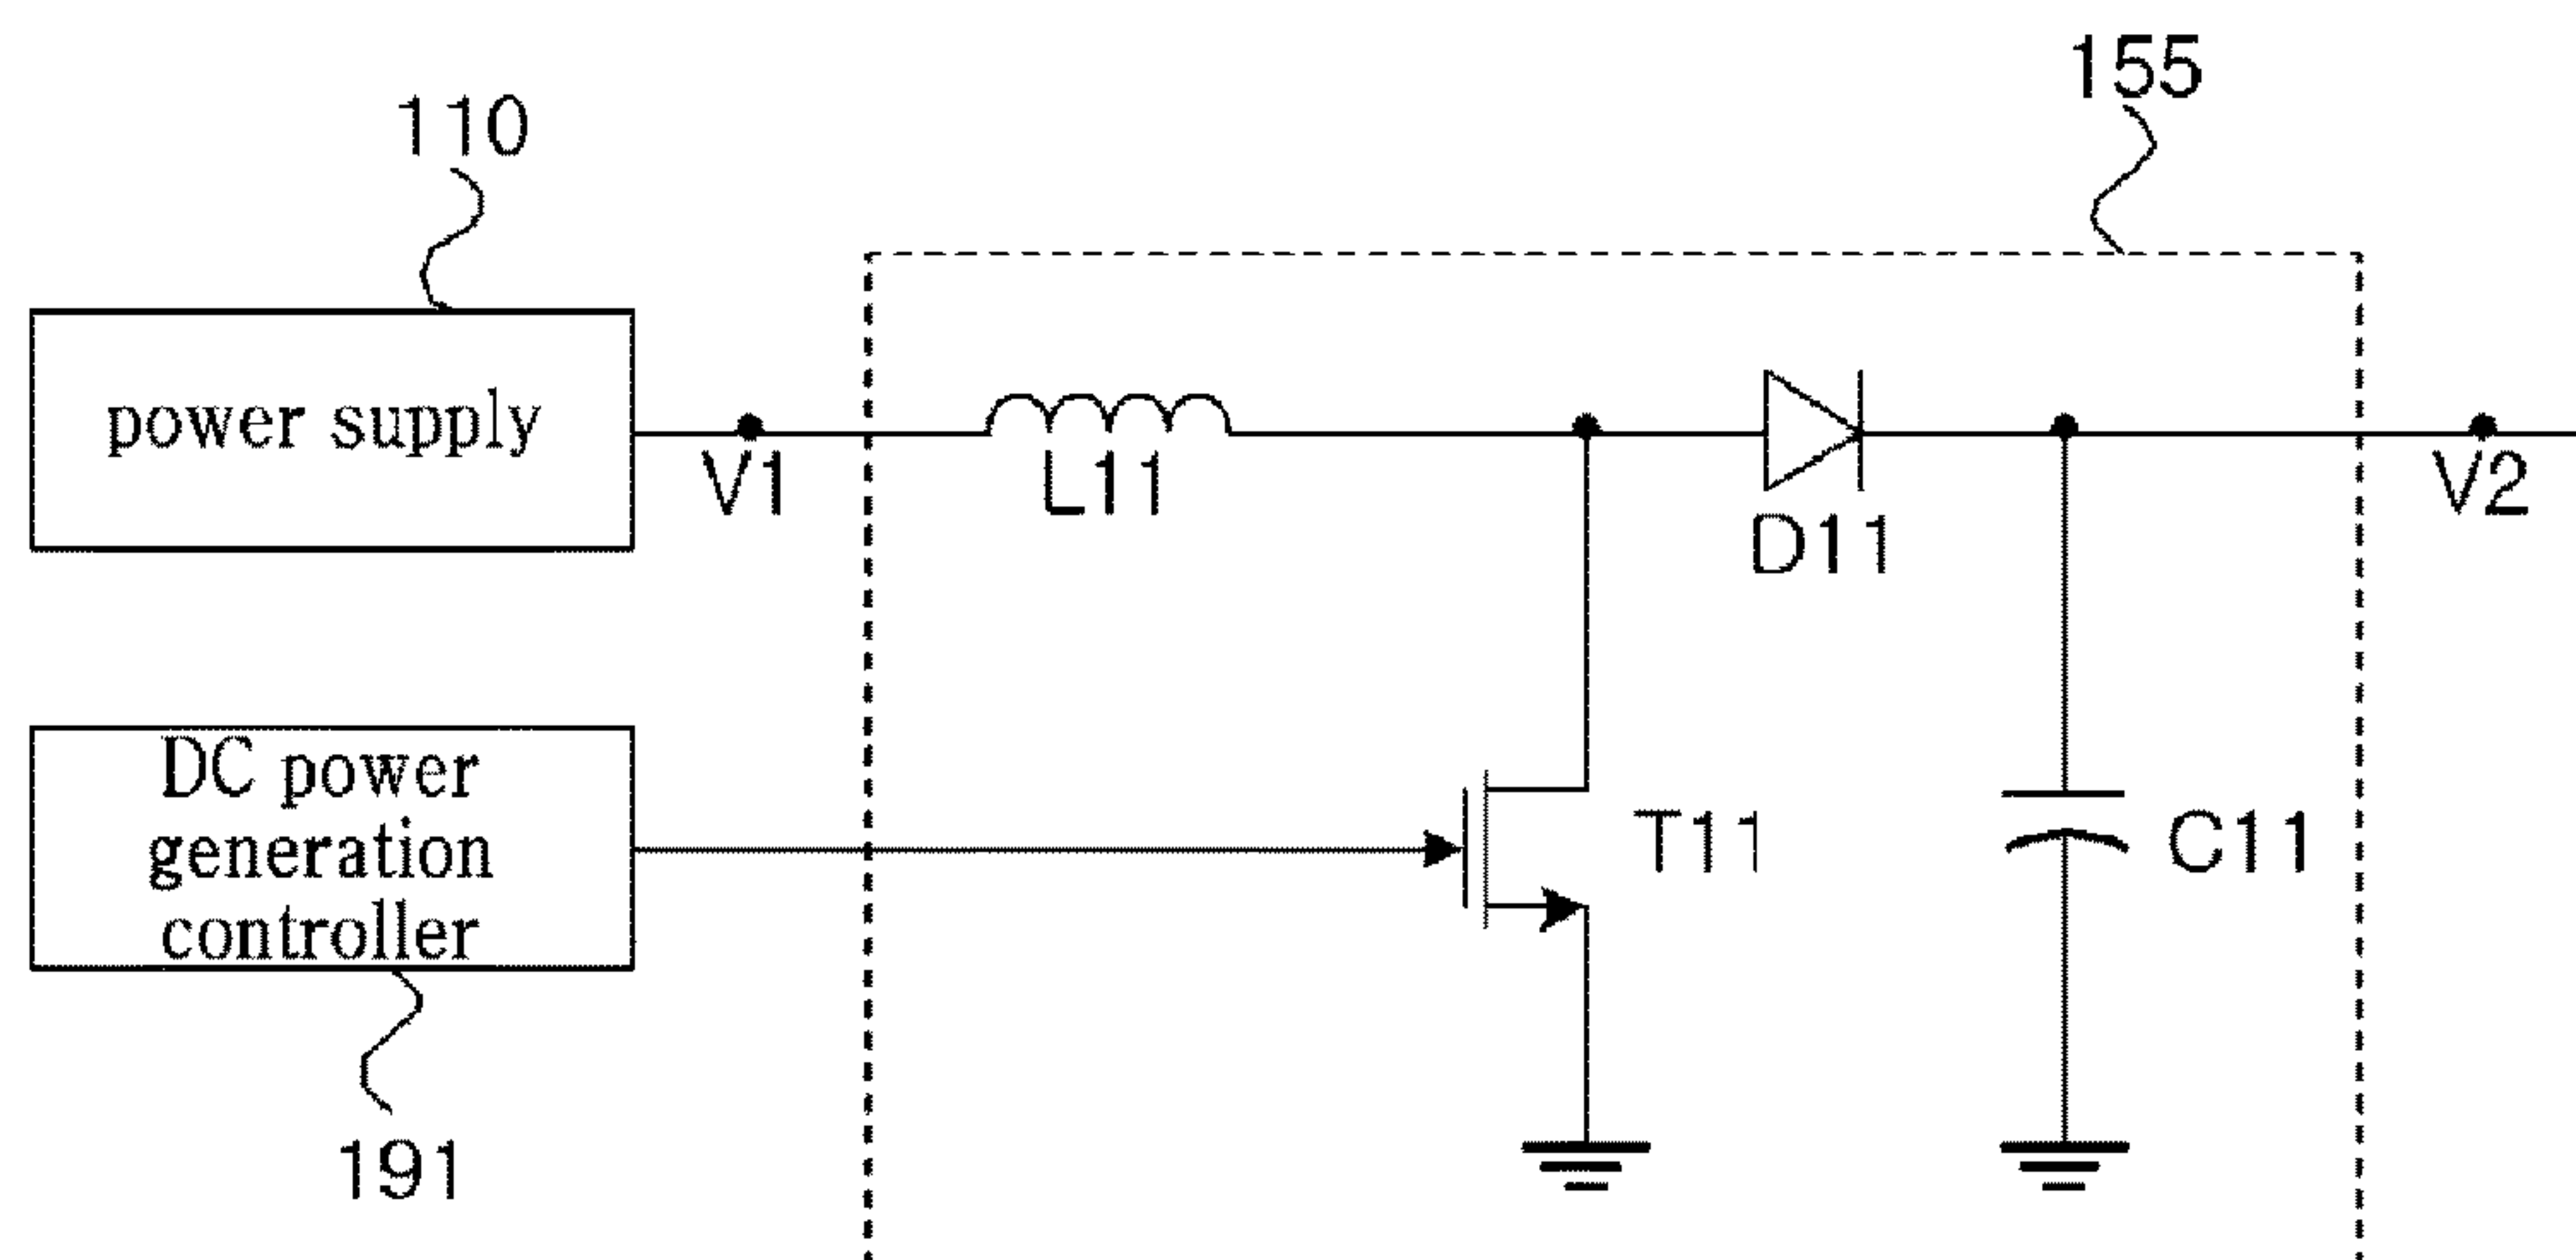 155
110
power supply
V1
L11
D11
V2
DC power
generation
controller
T11
C11
191